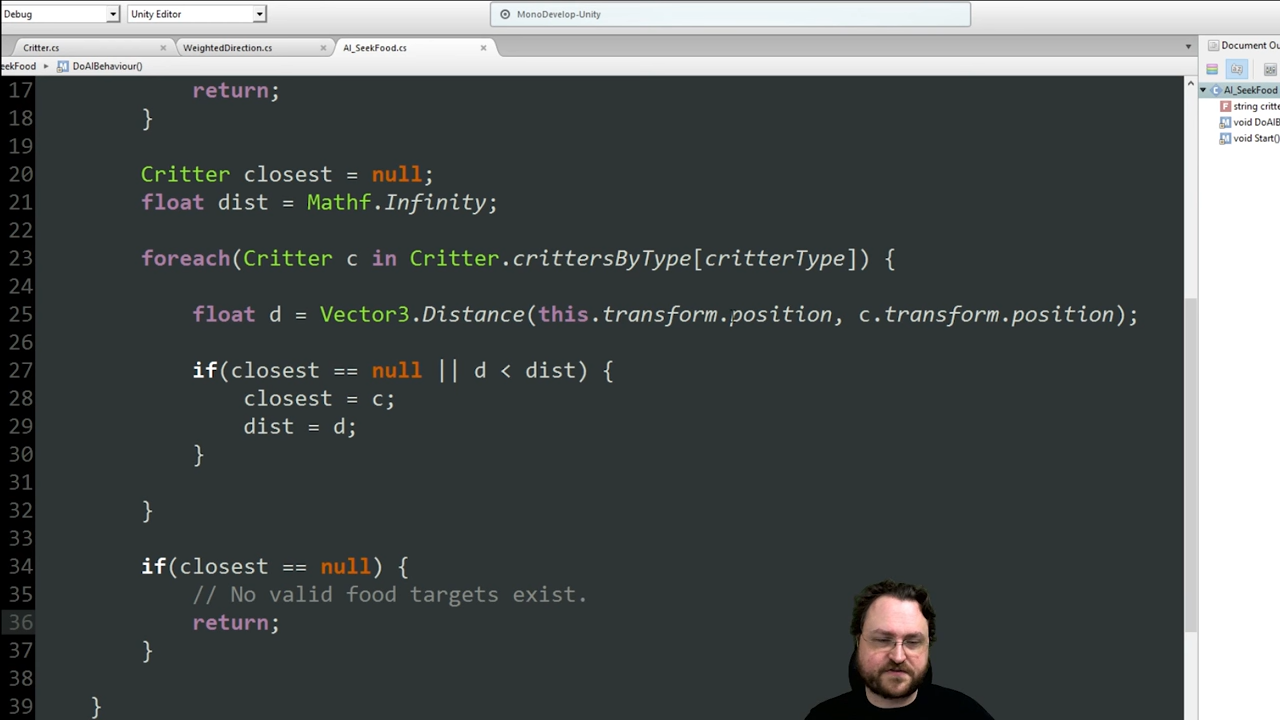 Debug Unity Editor MonoDevelop-Unity
Critter.cs WeightedDirection.cs AI_SeekFood.cs Document Ou
eekFood DoAIBehaviour()
AI_SeekFood
string critte
void DoAIB
void Start()
17 return;
18 }
19
20 Critter closest = null;
21 float dist = Mathf.Infinity;
22
23 foreach(Critter c in Critter.crittersByType[critterType]) {
24
25 float d = Vector3.Distance(this.transform.position, c.transform.position);
26
27 if(closest == null || d < dist) {
28 closest = c;
29 dist = d;
30 }
31
32 }
33
34 if(closest == null) {
35 // No valid food targets exist.
36 return;
37 }
38
39 }